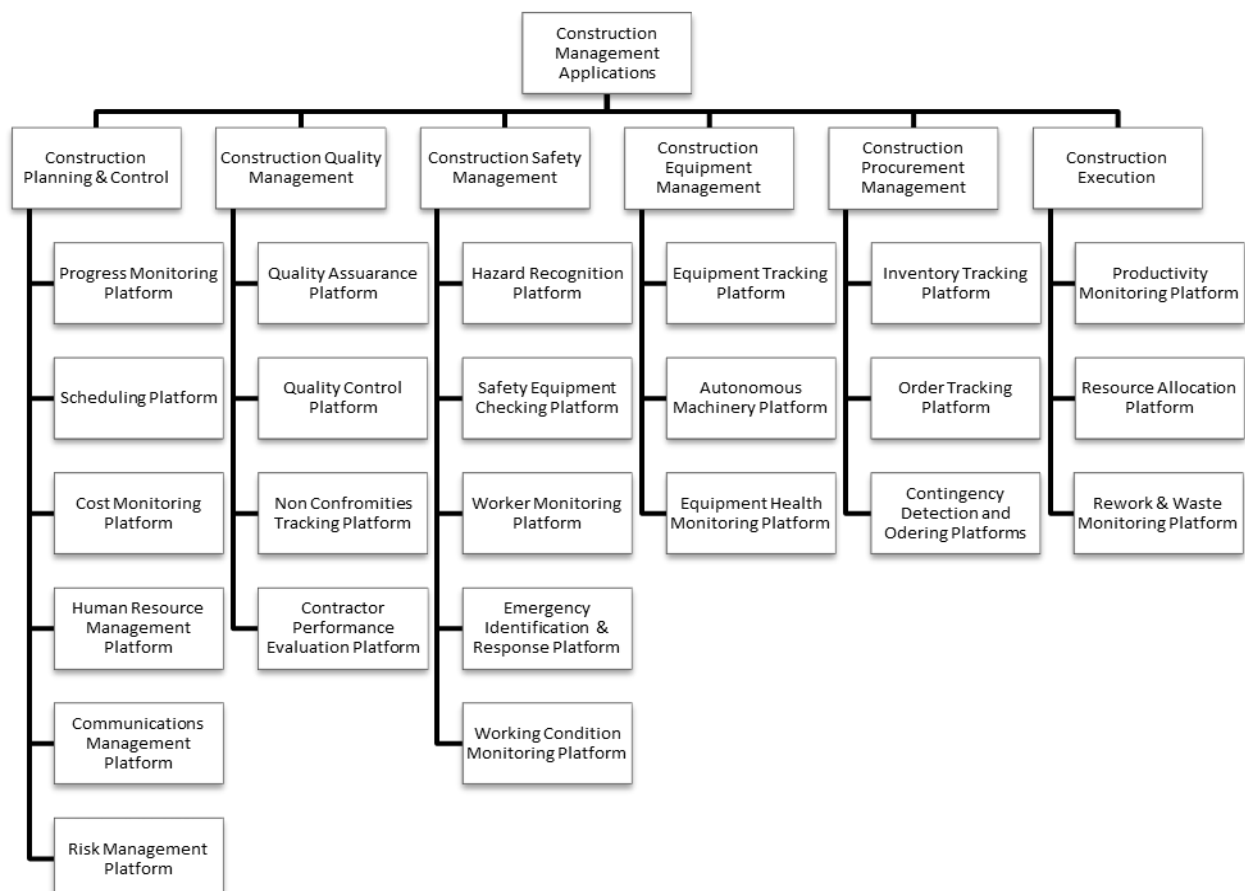 Construction
Management
Applications
Construction
Planning & Control
Construction Quality
Management
Construction Safety
Management
Construction
Equipment
Management
Construction
Procurement
Management
Construction
Execution
Progress Monitoring
Platform
Scheduling Platform
Cost Monitoring
Platform
Human Resource
Management
Platform
Communications
Management
Platform
Risk Management
Platform
Quality Assuarance
Platform
Quality Control
Platform
Non Confromities
Tracking Platform
Contractor
Performance
Evaluation Platform
Hazard Recognition
Platform
Safety Equipment
Checking Platform
Worker Monitoring
Platform
Emergency
Identification &
Response Platform
Working Condition
Monitoring Platform
Equipment Tracking
Platform
Autonomous
Machinery Platform
Equipment Health
Monitoring Platform
Inventory Tracking
Platform
Order Tracking
Platform
Contingency
Detection and
Odering Platforms
Productivity
Monitoring Platform
Resource Allocation
Platform
Rework & Waste
Monitoring Platform